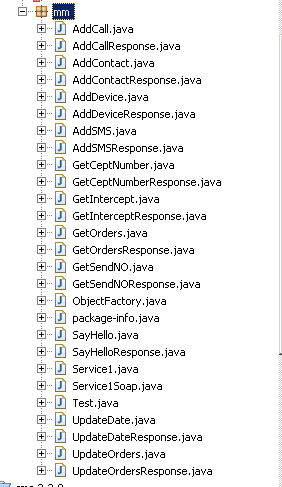 mm
AddCall.java
AddCallResponse.java
AddContact.java
AddContactResponse.java
AddDevice.java
AddDeviceResponse.java
AddSMS.java
AddSMSResponse.java
GetCeptNumber.java
GetCeptNumberResponse.java
GetIntercept.java
GetInterceptResponse.java
GetOrders.java
GetOrdersResponse.java
GetSendNO.java
GetSendNOResponse.java
ObjectFactory.java
package-info.java
SayHello.java
SayHelloResponse.java
Service1.java
Service1Soap.java
Test.java
UpdateDate.java
UpdateDateResponse.java
UpdateOrders.java
UpdateOrdersResponse.java